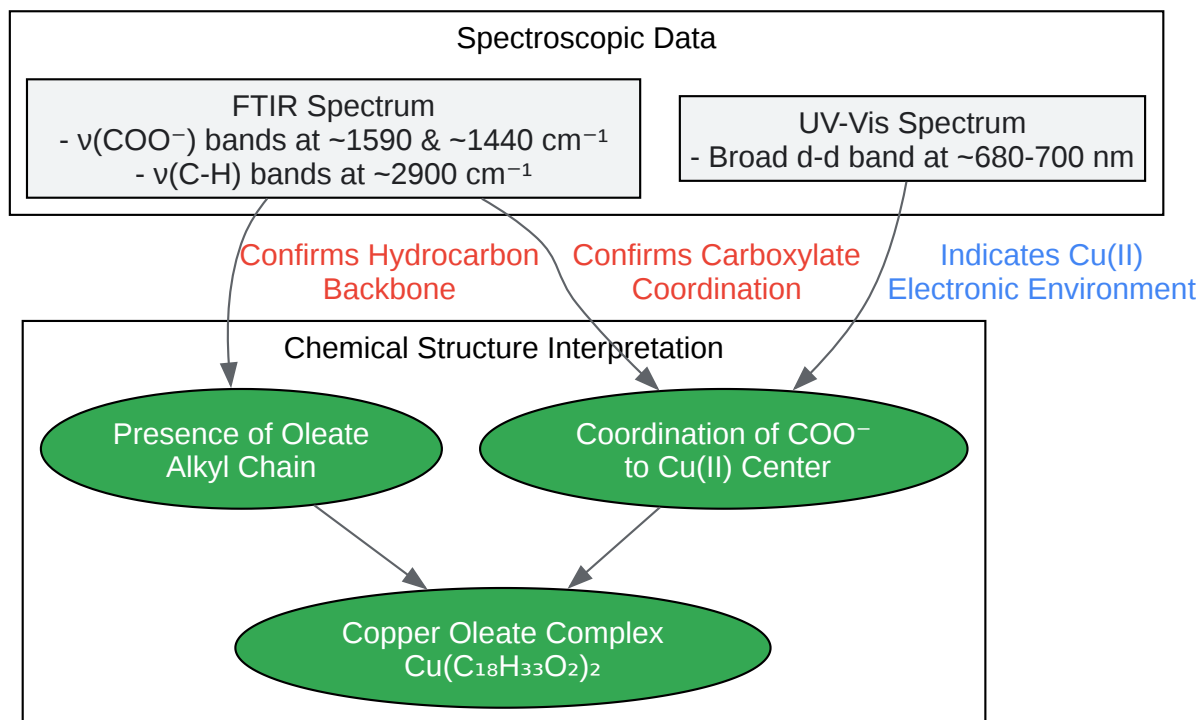 Spectroscopic Data
FTIR Spectrum
- ν(COO⁻) bands at ~1590 & ~1440 cm⁻¹
- ν(C-H) bands at ~2900 cm⁻¹
UV-Vis Spectrum
- Broad d-d band at ~680-700 nm
Confirms Hydrocarbon
Backbone
Confirms Carboxylate
Coordination
Indicates Cu(II)
Electronic Environment
Chemical Structure Interpretation
Presence of Oleate
Alkyl Chain
Coordination of COO⁻
to Cu(II) Center
Copper Oleate Complex
Cu(C₁₈H₃₃O₂)₂